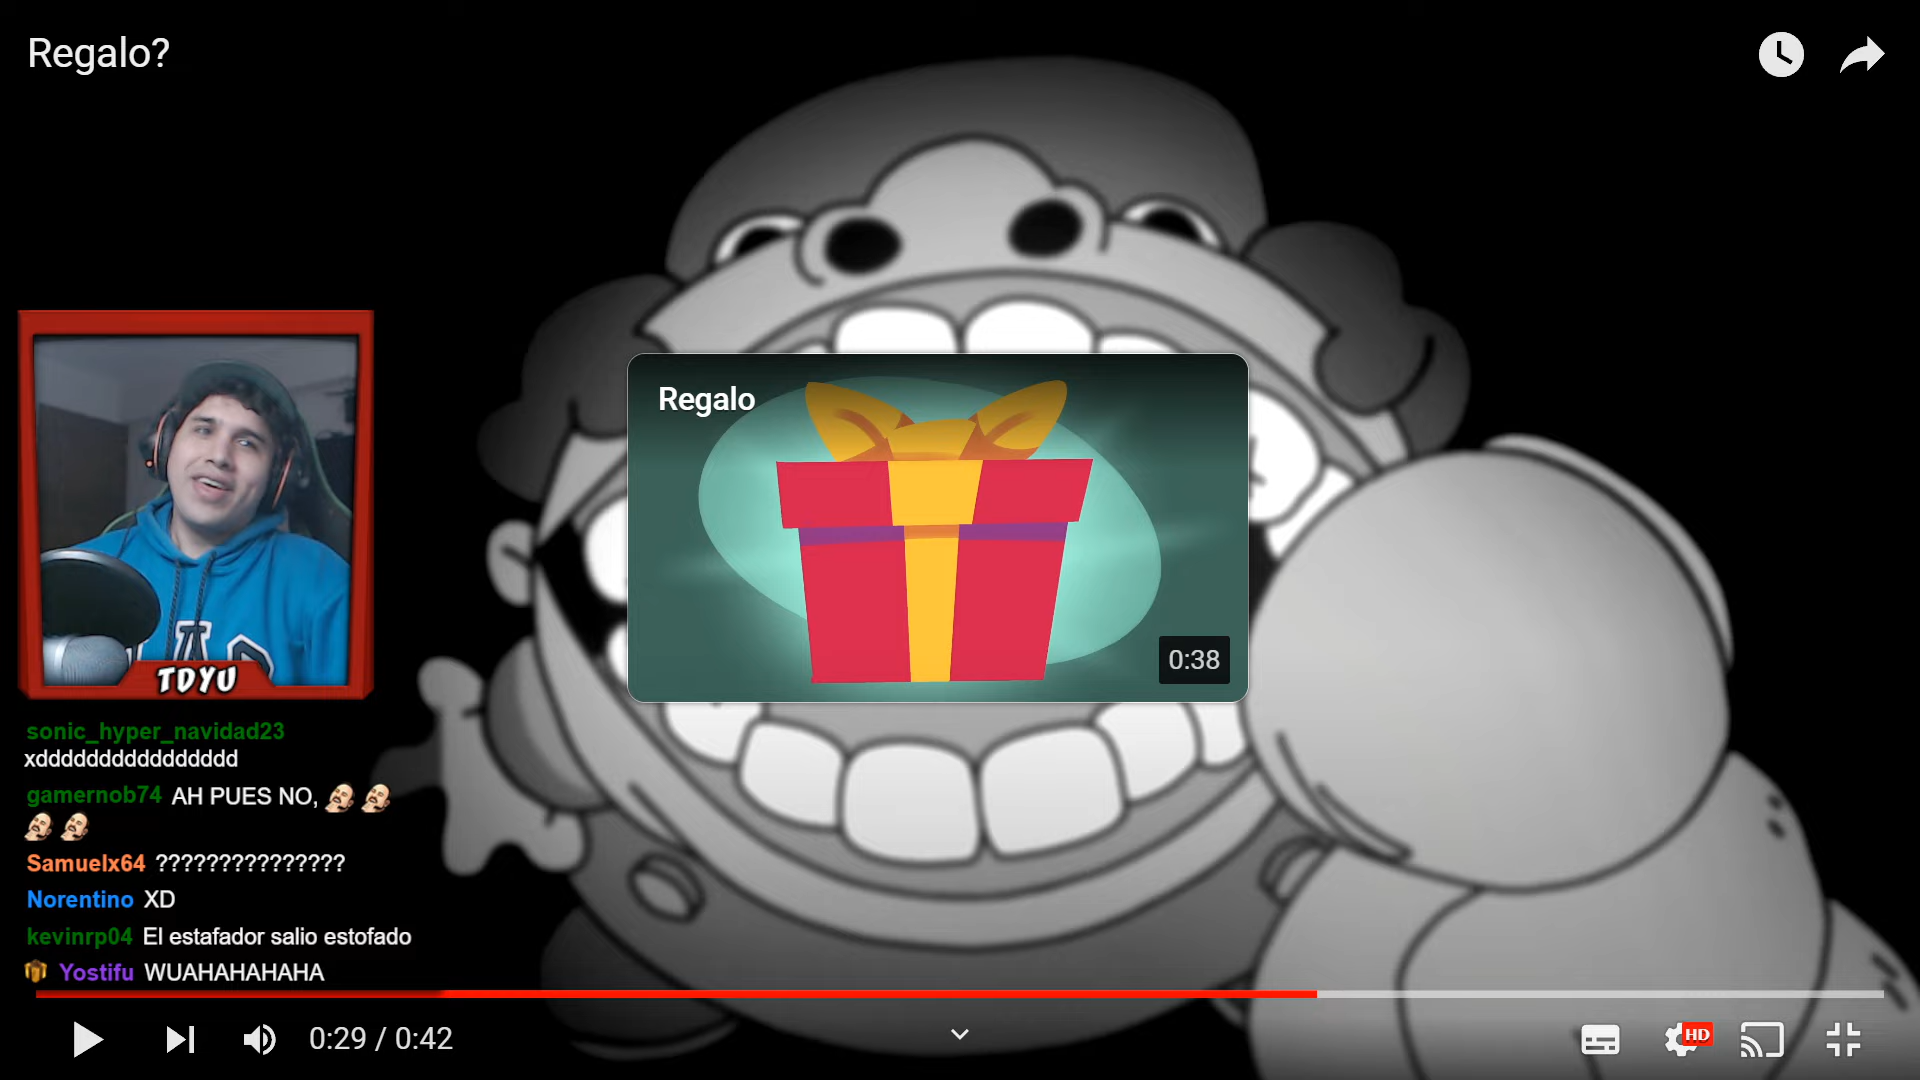 Regalo?
Regalo
0:38
TDYU
sonic_hyper_navidad23
xdddddddddddddddd
gamernob74 AH PUES NO,
Samuelx64 ???????????????
Norentino XD
kevinrp04 El estafador salio estofado
Yostifu WUAHAHAHAHA
0:29 / 0:42
HD